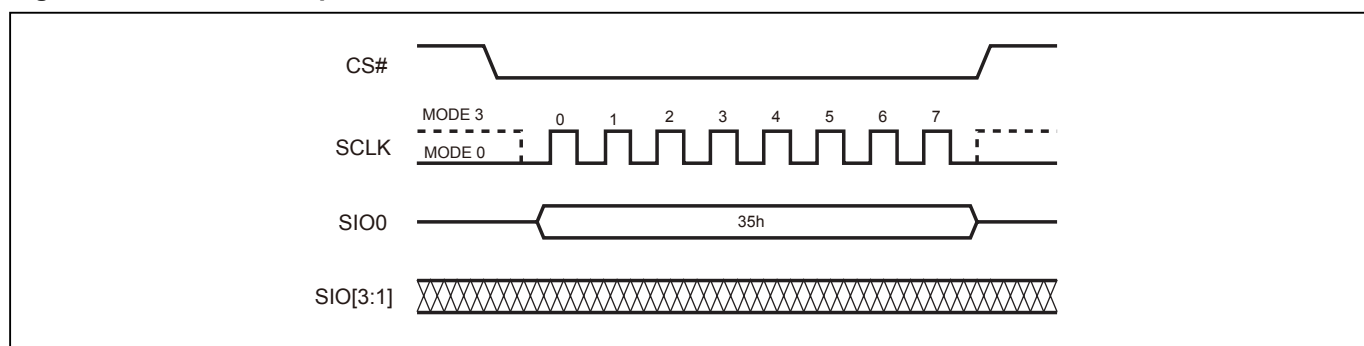 CS#
MODE 3
0 1 2 3 4 5 6 7
SCLK
MODE 0
SIO0
35h
SIO[3:1]